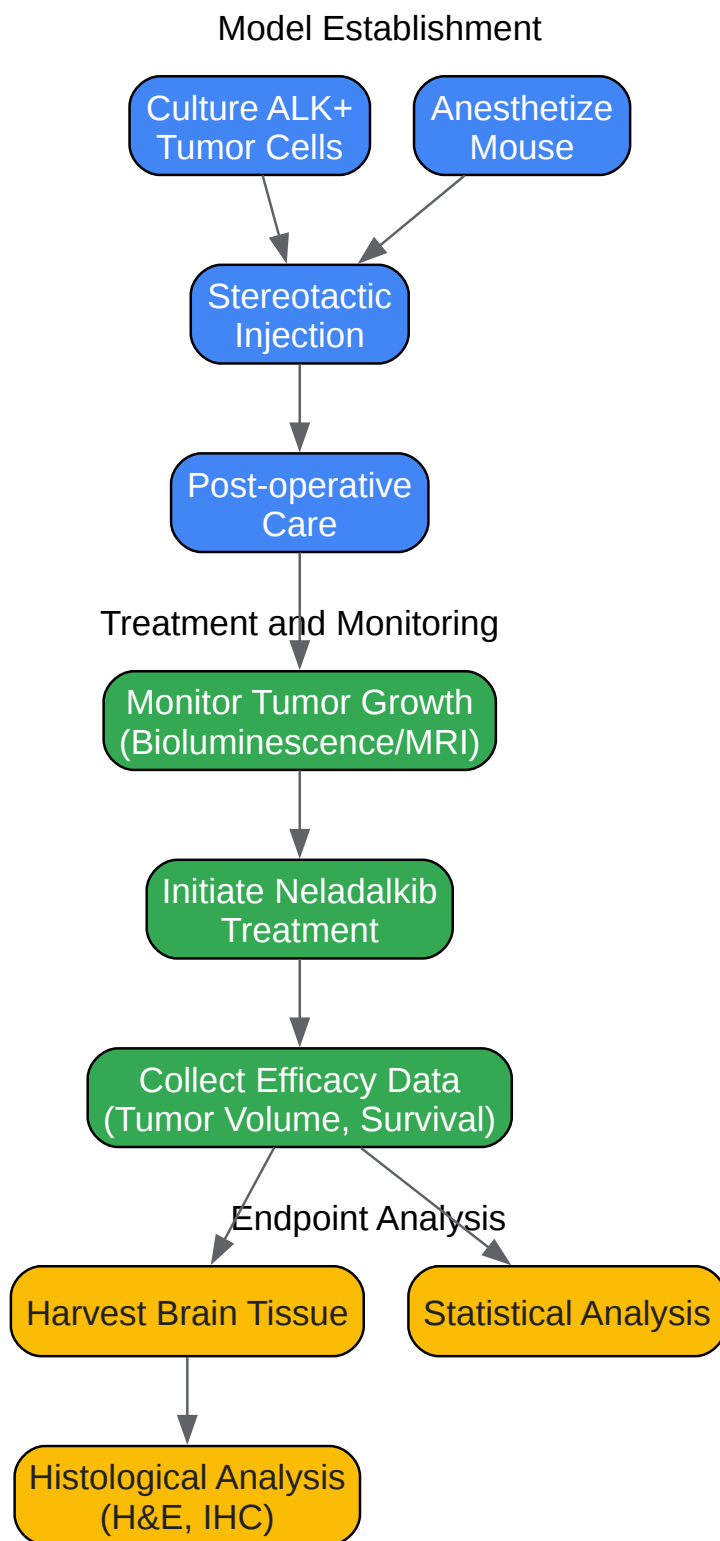 Model Establishment
Culture ALK+
Tumor Cells
Anesthetize
Mouse
Stereotactic
Injection
Post-operative
Care
Treatment and Monitoring
Monitor Tumor Growth
(Bioluminescence/MRI)
Initiate Neladalkib
Treatment
Collect Efficacy Data
(Tumor Volume, Survival)
Endpoint Analysis
Harvest Brain Tissue
Statistical Analysis
Histological Analysis
(H&E, IHC)